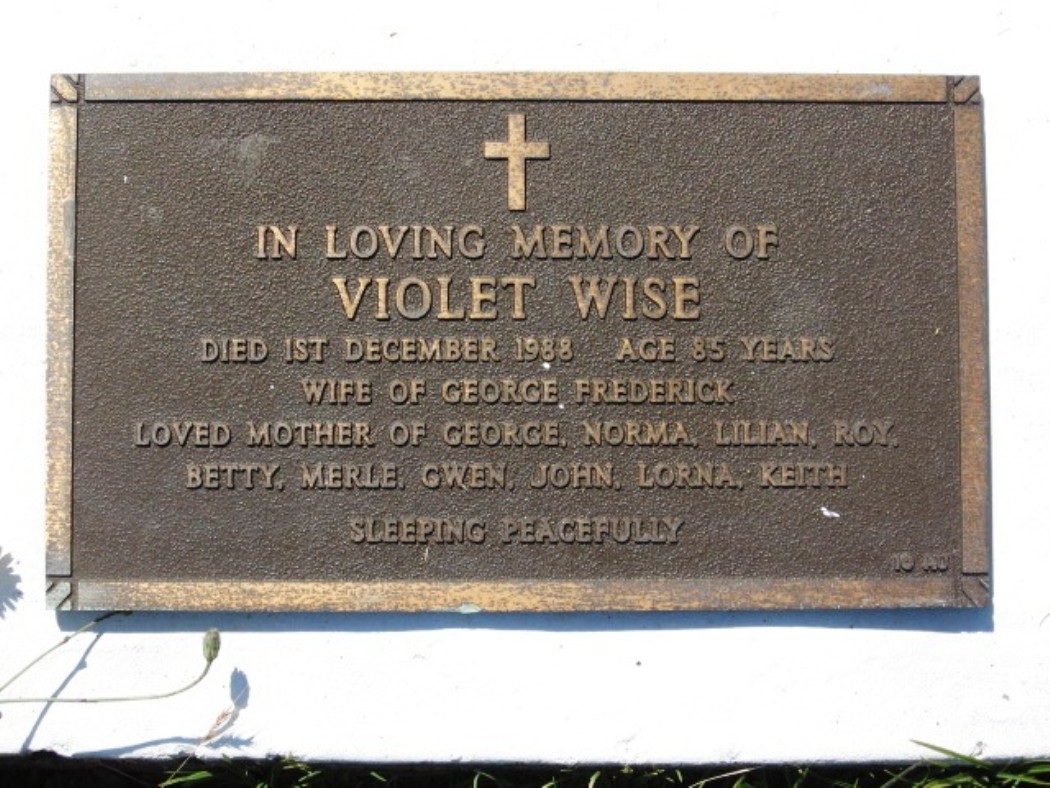 IN LOVING MEMORY OF
VIOLET WISE
DIED 1ST DECEMBER 1988 AGE 85 YEARS
WIFE OF GEORGE FREDERICK
LOVED MOTHER OF GEORGE, NORMA, LILIAN, ROY,
BETTY, MERLE, GWEN, JOHN, LORNA, KEITH
SLEEPING PEACEFULLY